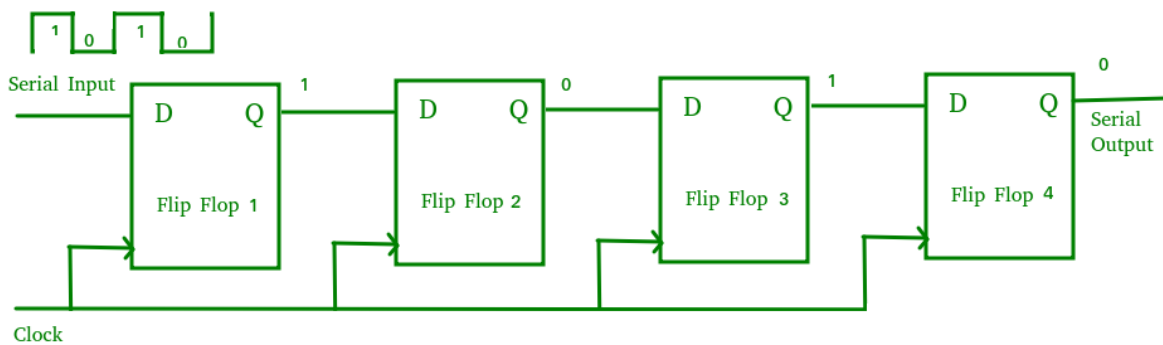 1 0 1 0
Serial Input
1
0
1
0
D Q
D Q
D Q
D Q
Serial
Output
Flip Flop 1
Flip Flop 2
Flip Flop 3
Flip Flop 4
Clock